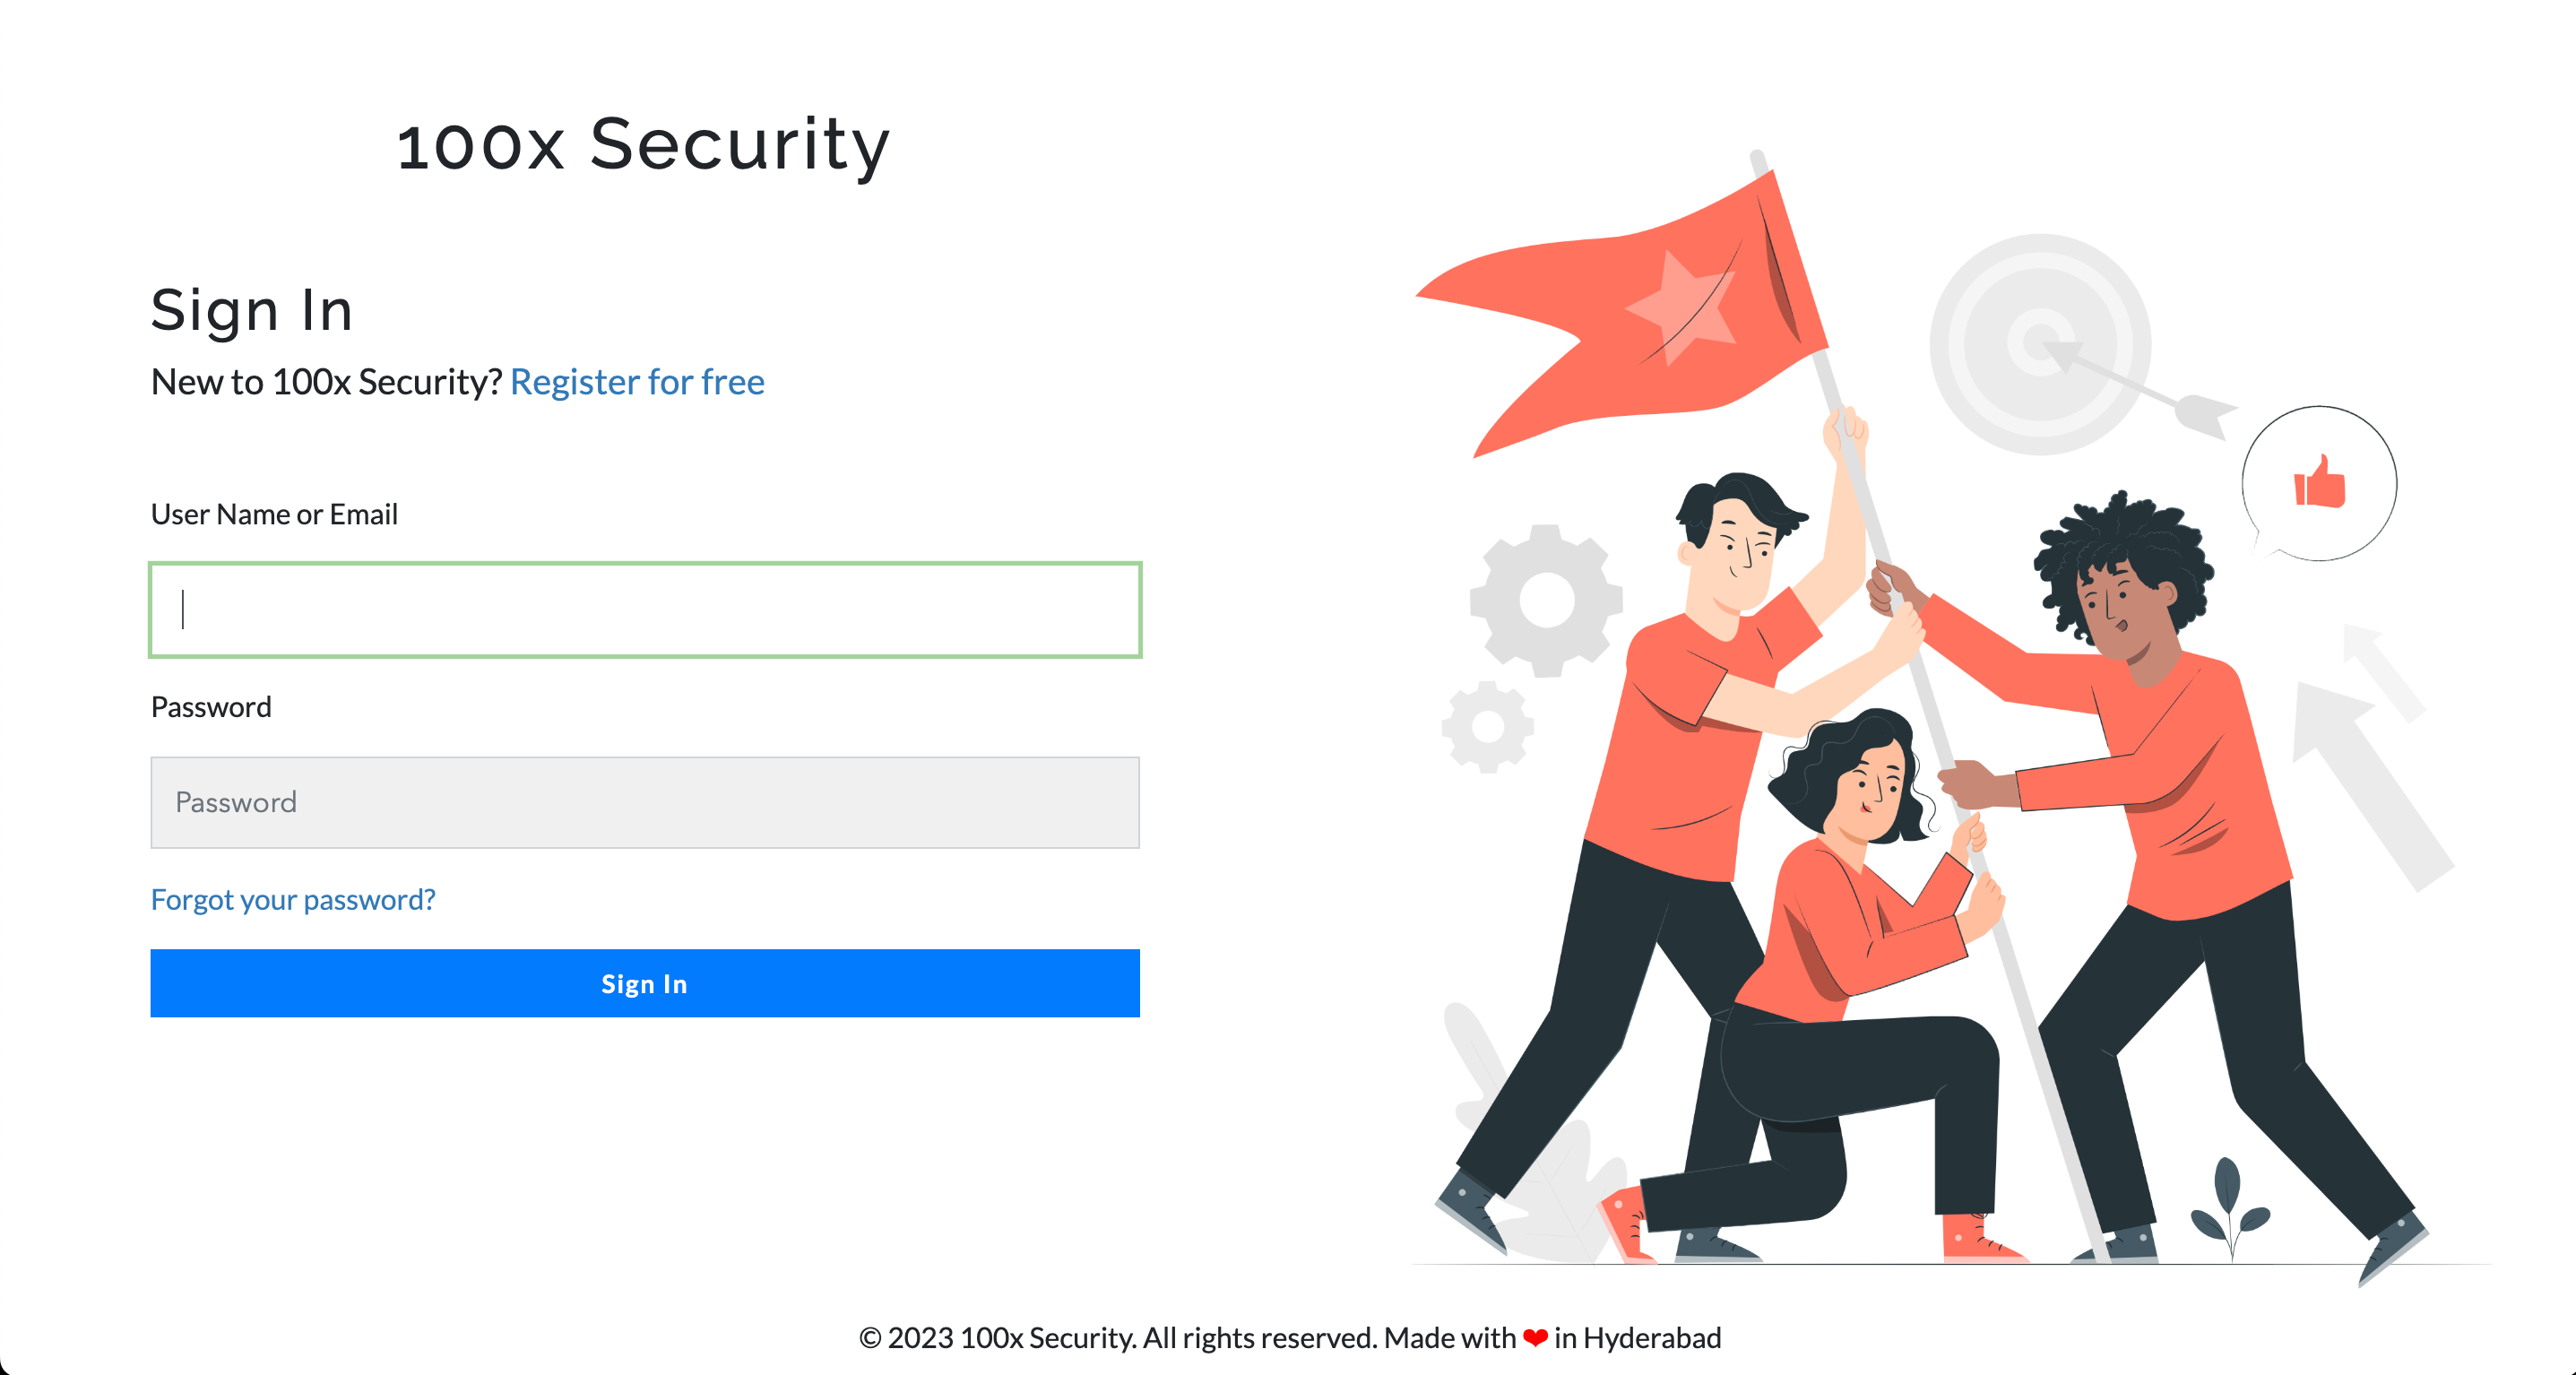 100x Security
Sign In
New to 100x Security? Register for free
User Name or Email
Password
Password
Forgot your password?
Sign In
© 2023 100x Security. All rights reserved. Made with ❤ in Hyderabad